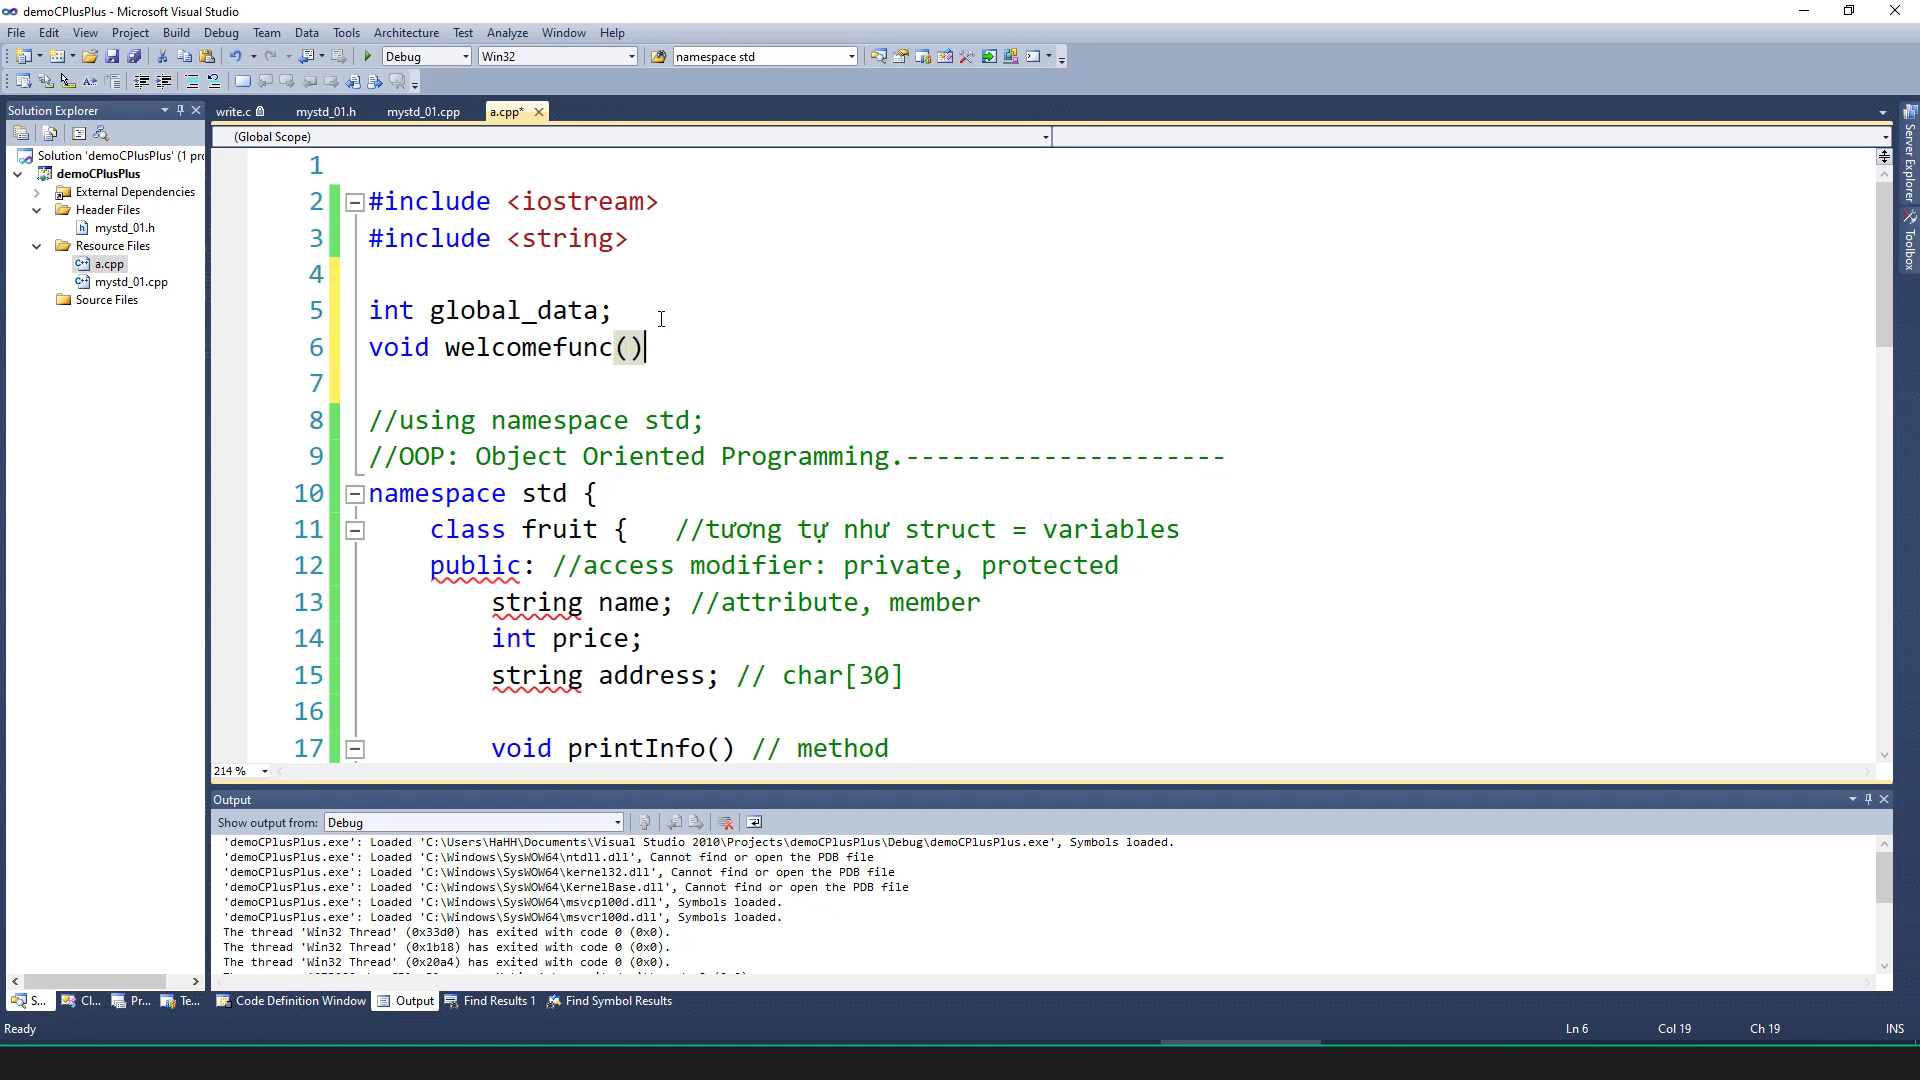 demoCPlusPlus - Microsoft Visual Studio
File Edit View Project Build Debug Team Data Tools Architecture Test Analyze Window Help
Debug Win32 namespace std
Solution Explorer
write.c mystd_01.h mystd_01.cpp a.cpp*
(Global Scope)
Solution 'demoCPlusPlus' (1 pro
demoCPlusPlus
External Dependencies
Header Files
mystd_01.h
Resource Files
a.cpp
mystd_01.cpp
Source Files
1
2 #include <iostream>
3 #include <string>
4
5 int global_data;
6 void welcomefunc()
7
8 //using namespace std;
9 //OOP: Object Oriented Programming.---------------------
10 namespace std {
11 class fruit { //tương tự như struct = variables
12 public: //access modifier: private, protected
13 string name; //attribute, member
14 int price;
15 string address; // char[30]
16
17 void printInfo() // method
214 %
Server Explorer
Toolbox
Output
Show output from: Debug
'demoCPlusPlus.exe': Loaded 'C:\Users\HaHH\Documents\Visual Studio 2010\Projects\demoCPlusPlus\Debug\demoCPlusPlus.exe', Symbols loaded.
'demoCPlusPlus.exe': Loaded 'C:\Windows\SysWOW64\ntdll.dll', Cannot find or open the PDB file
'demoCPlusPlus.exe': Loaded 'C:\Windows\SysWOW64\kernel32.dll', Cannot find or open the PDB file
'demoCPlusPlus.exe': Loaded 'C:\Windows\SysWOW64\KernelBase.dll', Cannot find or open the PDB file
'demoCPlusPlus.exe': Loaded 'C:\Windows\SysWOW64\msvcp100d.dll', Symbols loaded.
'demoCPlusPlus.exe': Loaded 'C:\Windows\SysWOW64\msvcr100d.dll', Symbols loaded.
The thread 'Win32 Thread' (0x33d0) has exited with code 0 (0x0).
The thread 'Win32 Thread' (0x1b18) has exited with code 0 (0x0).
The thread 'Win32 Thread' (0x20a4) has exited with code 0 (0x0).
S... Cl... Pr... Te... Code Definition Window Output Find Results 1 Find Symbol Results
Ready Ln 6 Col 19 Ch 19 INS